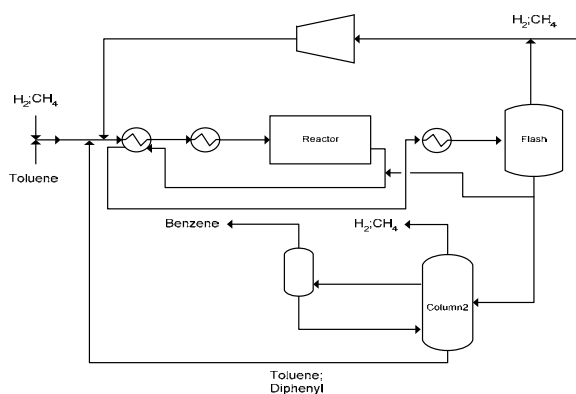 H₂;CH₄
H₂;CH₄
Toluene
Reactor
Flash
Benzene
H₂;CH₄
Column2
Toluene;
Diphenyl